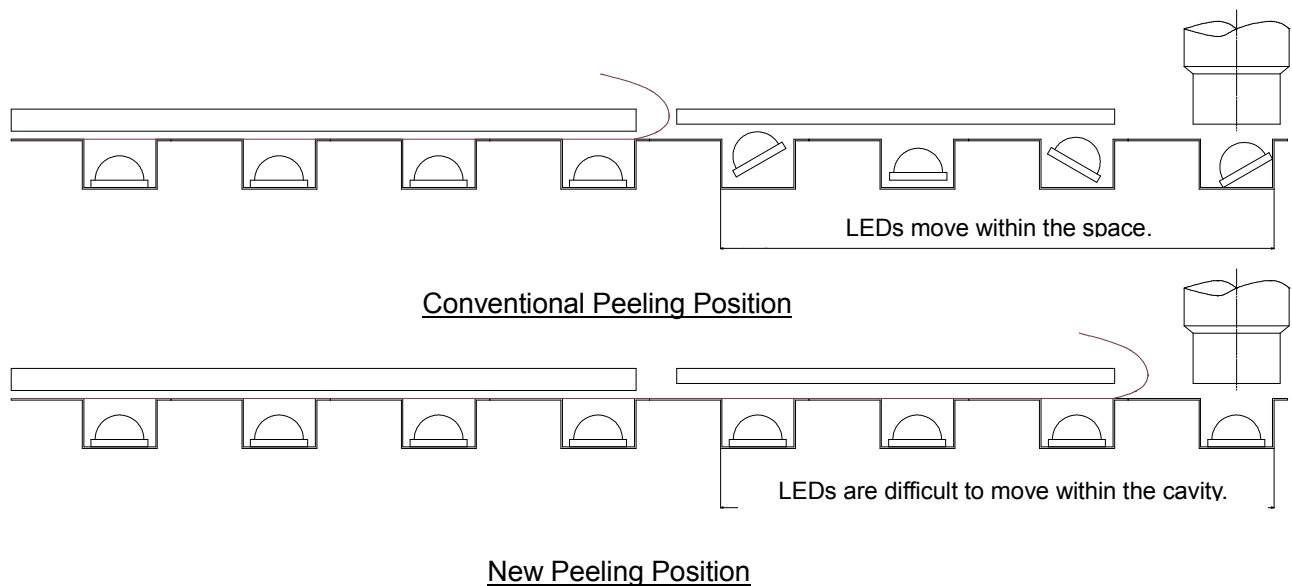 LEDs move within the space.
Conventional Peeling Position
LEDs are difficult to move within the cavity.
New Peeling Position